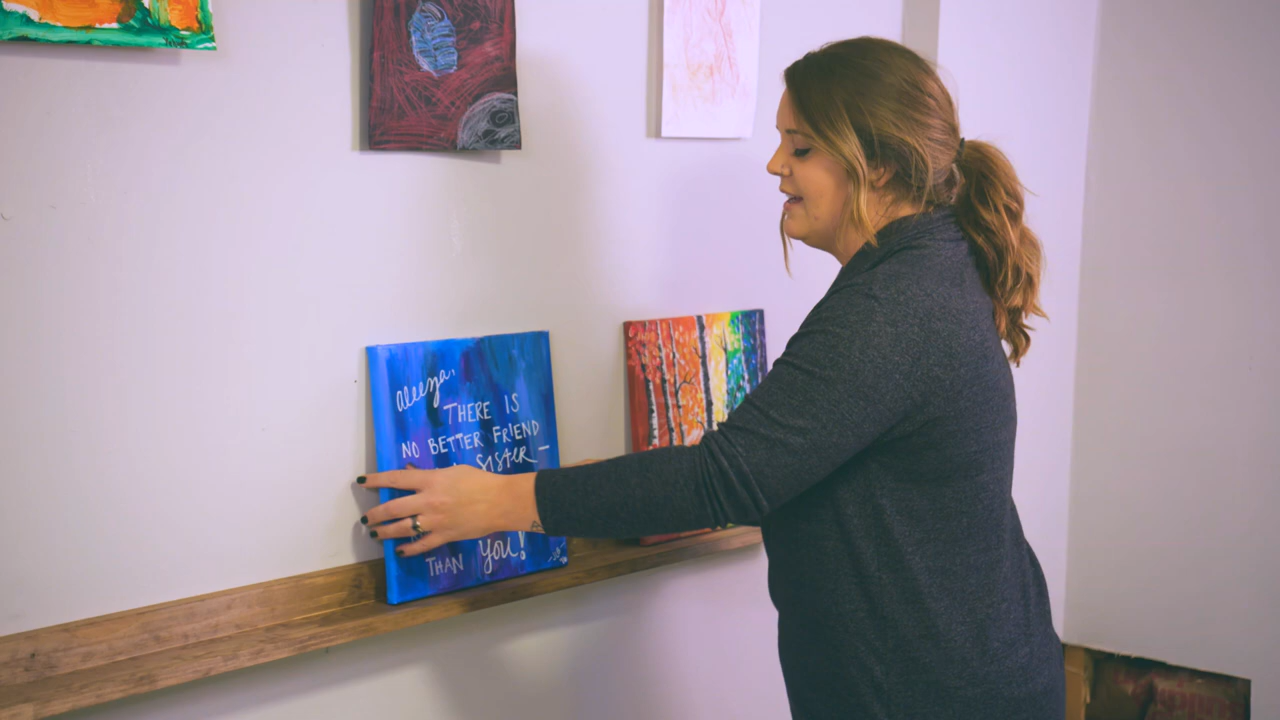 Aleeya,
THERE IS
NO BETTER FRIEND
SISTER –
THAN YOU!